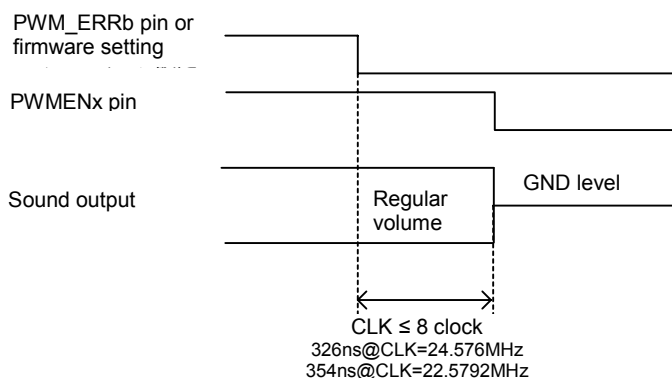 PWM_ERRb pin or
firmware setting
PWMENx pin
Sound output
Regular
volume
GND level
CLK ≤ 8 clock
326ns@CLK=24.576MHz
354ns@CLK=22.5792MHz